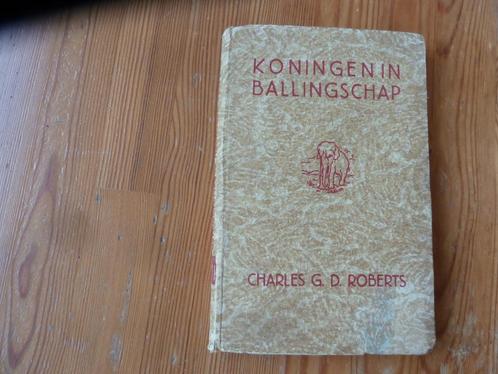 KONINGEN IN
BALLINGSCHAP
CHARLES G. D. ROBERTS